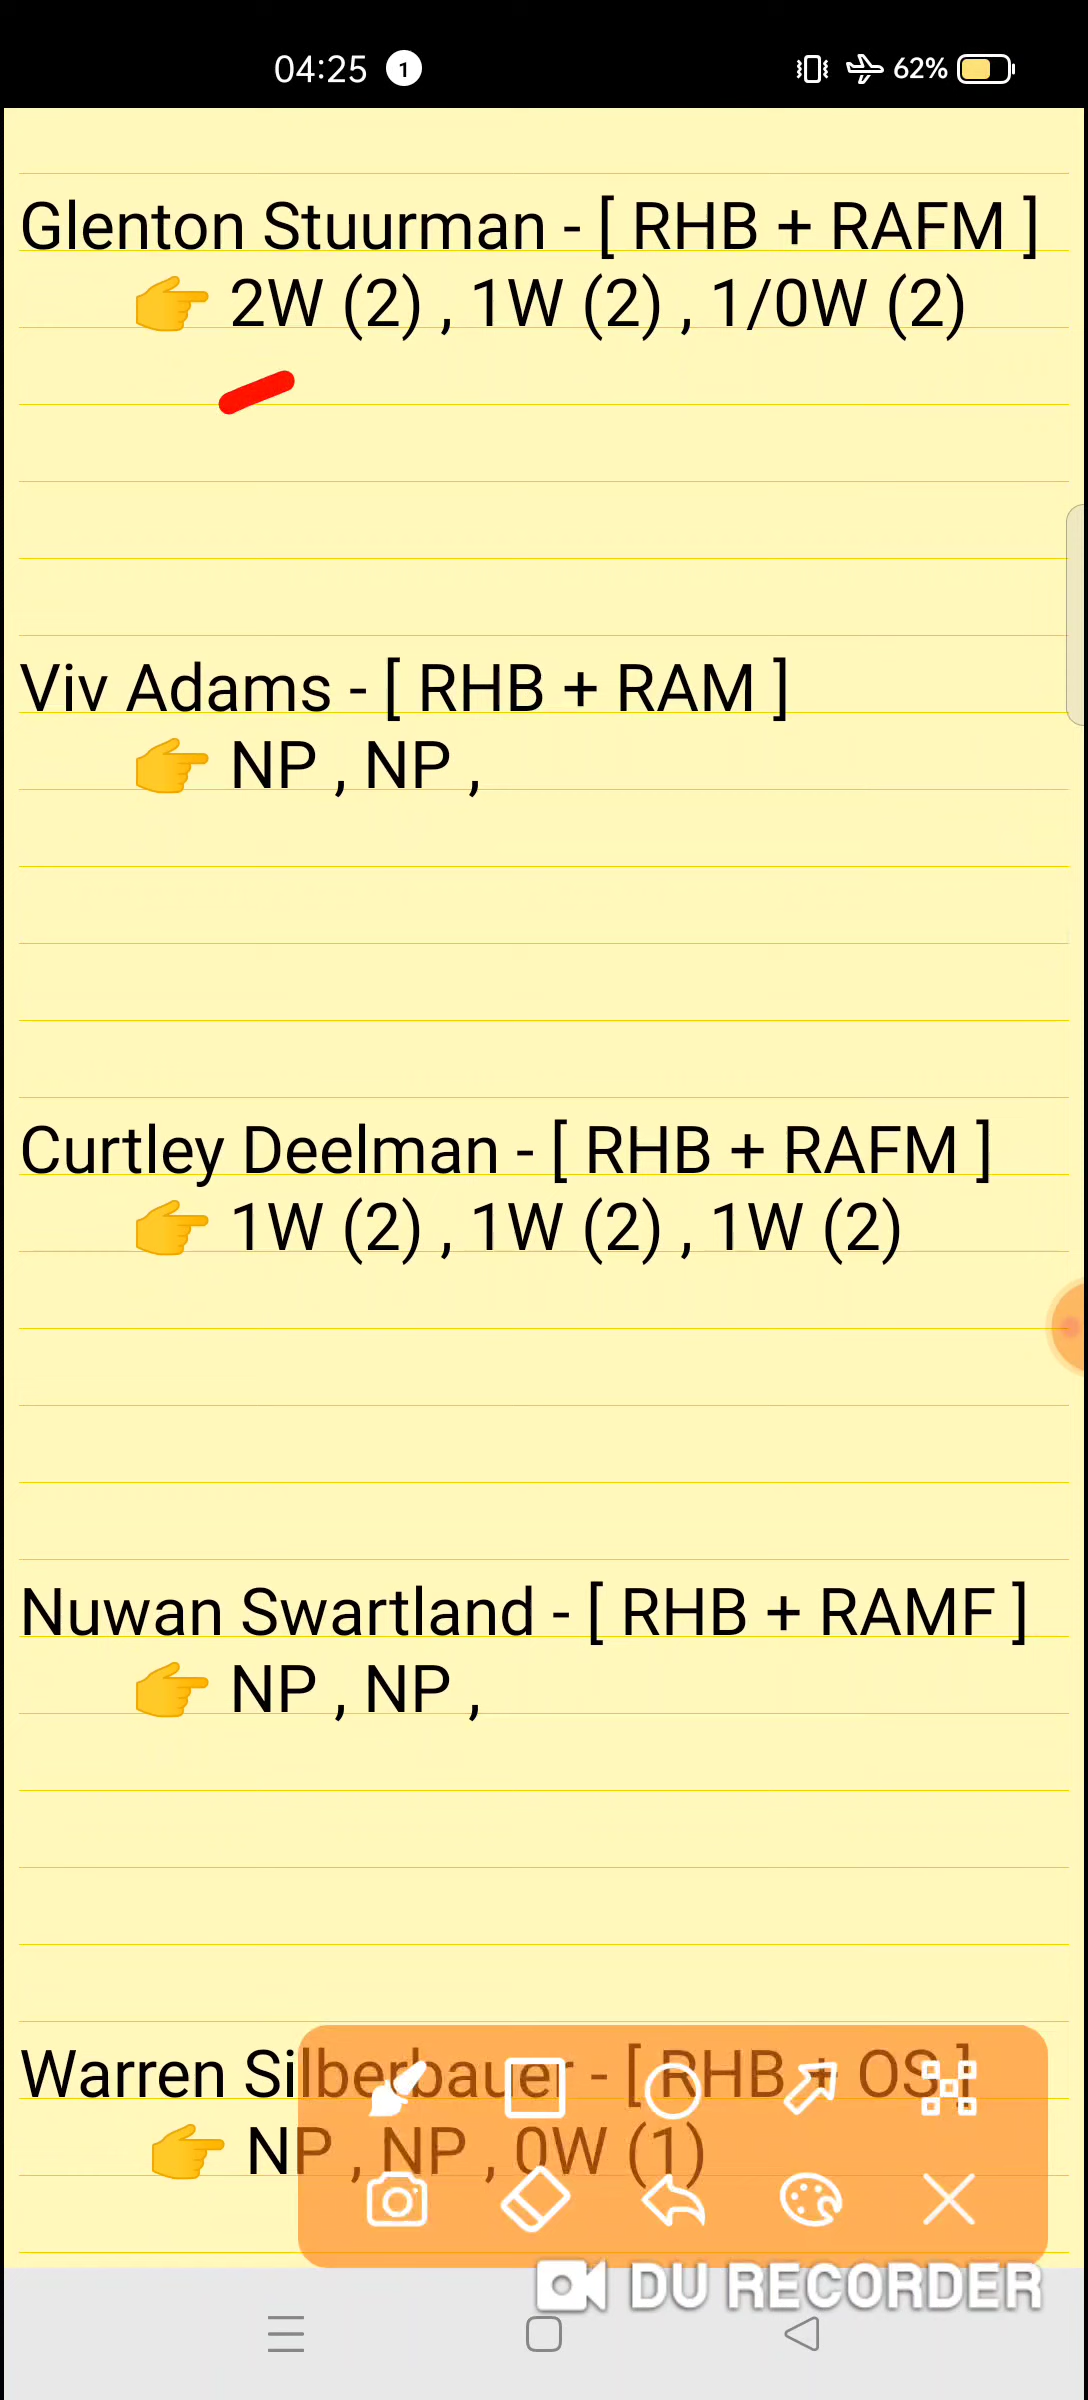 04:25 1 62%
Glenton Stuurman - [ RHB + RAFM ]
👉 2W (2) , 1W (2) , 1/0W (2)
Viv Adams - [ RHB + RAM ]
👉 NP , NP ,
Curtley Deelman - [ RHB + RAFM ]
👉 1W (2) , 1W (2) , 1W (2)
Nuwan Swartland - [ RHB + RAMF ]
👉 NP , NP ,
Warren Silberbauer - [ RHB + OS ]
👉 NP , NP , 0W (1)
DU RECORDER